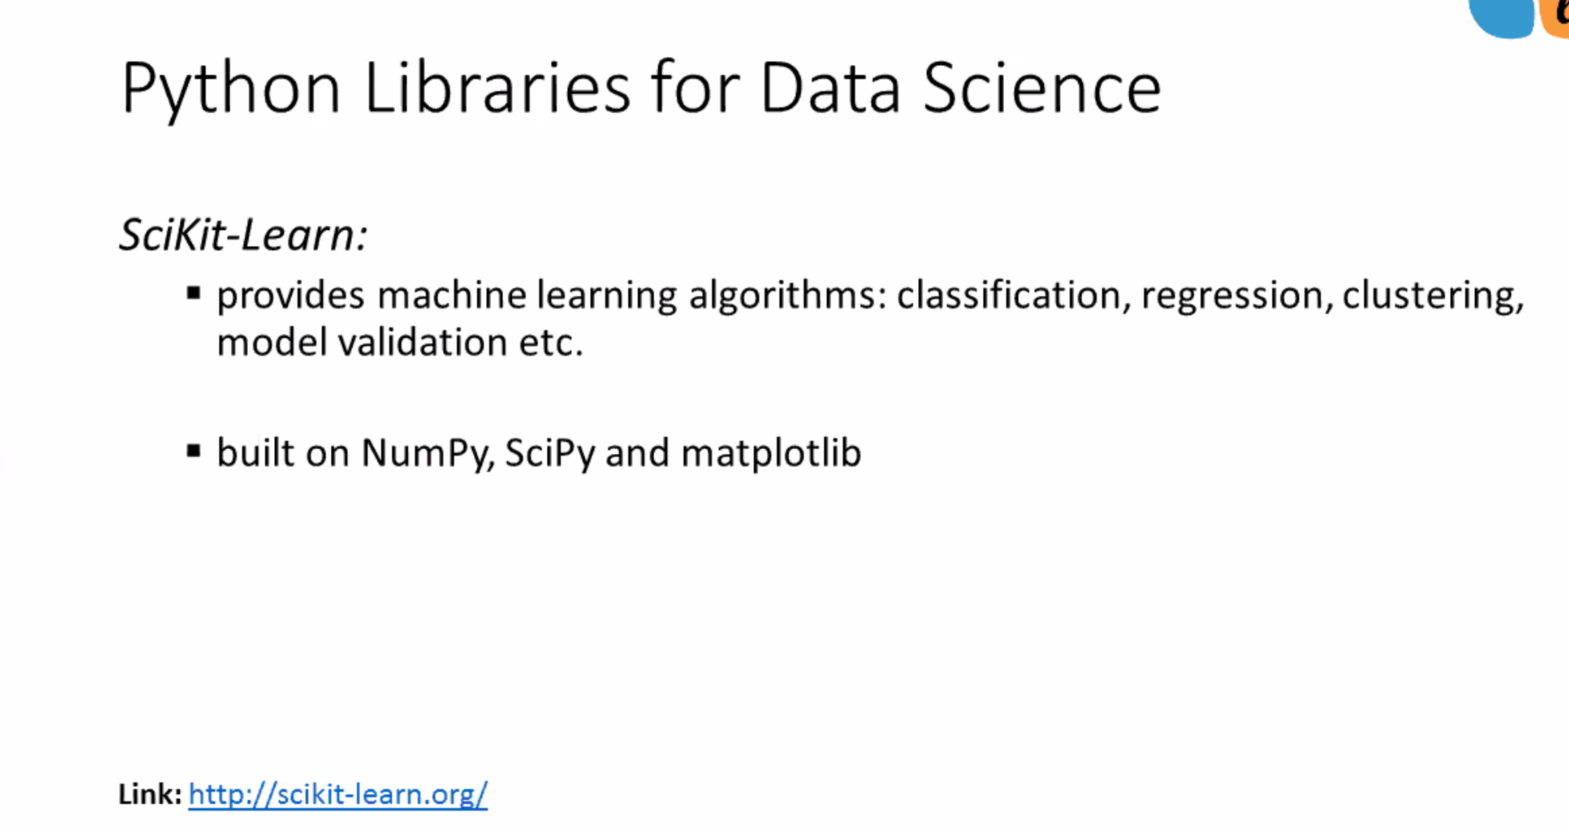 Python Libraries for Data Science
SciKit-Learn:
▪ provides machine learning algorithms: classification, regression, clustering,
model validation etc.
▪ built on NumPy, SciPy and matplotlib
Link: http://scikit-learn.org/